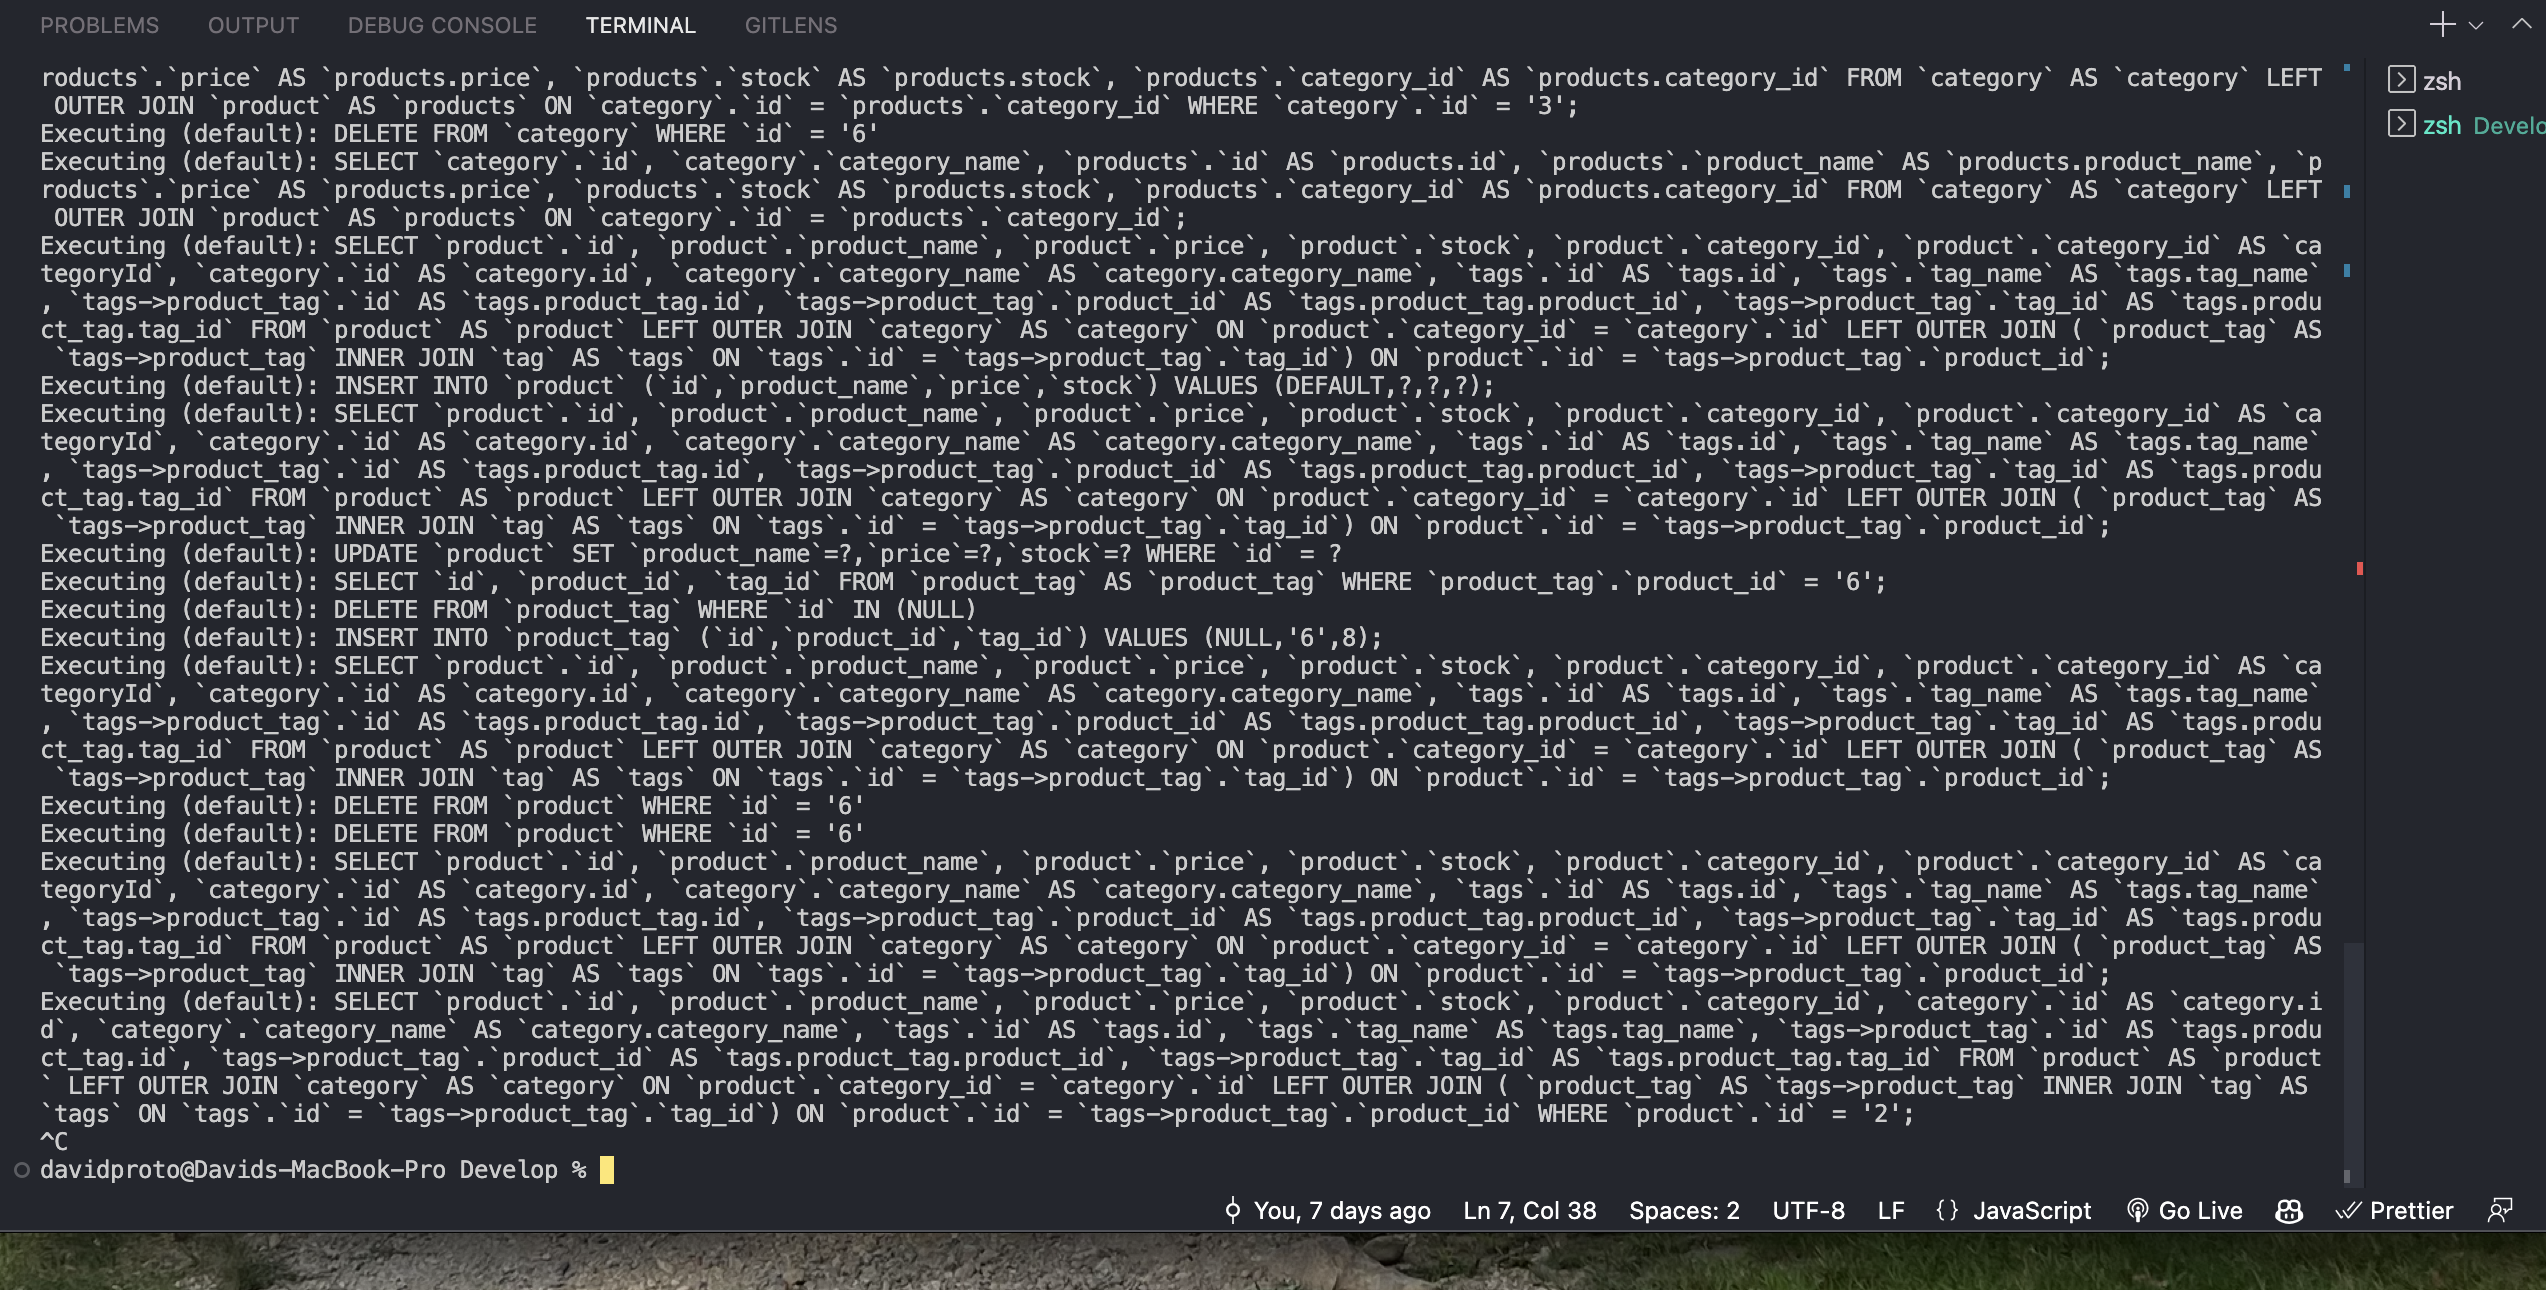 PROBLEMS OUTPUT DEBUG CONSOLE TERMINAL GITLENS
roducts`.`price` AS `products.price`, `products`.`stock` AS `products.stock`, `products`.`category_id` AS `products.category_id` FROM `category` AS `category` LEFT
OUTER JOIN `product` AS `products` ON `category`.`id` = `products`.`category_id` WHERE `category`.`id` = '3';
Executing (default): DELETE FROM `category` WHERE `id` = '6'
Executing (default): SELECT `category`.`id`, `category`.`category_name`, `products`.`id` AS `products.id`, `products`.`product_name` AS `products.product_name`, `p
roducts`.`price` AS `products.price`, `products`.`stock` AS `products.stock`, `products`.`category_id` AS `products.category_id` FROM `category` AS `category` LEFT
OUTER JOIN `product` AS `products` ON `category`.`id` = `products`.`category_id`;
Executing (default): SELECT `product`.`id`, `product`.`product_name`, `product`.`price`, `product`.`stock`, `product`.`category_id`, `product`.`category_id` AS `ca
tegoryId`, `category`.`id` AS `category.id`, `category`.`category_name` AS `category.category_name`, `tags`.`id` AS `tags.id`, `tags`.`tag_name` AS `tags.tag_name`
, `tags->product_tag`.`id` AS `tags.product_tag.id`, `tags->product_tag`.`product_id` AS `tags.product_tag.product_id`, `tags->product_tag`.`tag_id` AS `tags.produ
ct_tag.tag_id` FROM `product` AS `product` LEFT OUTER JOIN `category` AS `category` ON `product`.`category_id` = `category`.`id` LEFT OUTER JOIN ( `product_tag` AS
`tags->product_tag` INNER JOIN `tag` AS `tags` ON `tags`.`id` = `tags->product_tag`.`tag_id`) ON `product`.`id` = `tags->product_tag`.`product_id`;
Executing (default): INSERT INTO `product` (`id`,`product_name`,`price`,`stock`) VALUES (DEFAULT,?,?,?);
Executing (default): SELECT `product`.`id`, `product`.`product_name`, `product`.`price`, `product`.`stock`, `product`.`category_id`, `product`.`category_id` AS `ca
tegoryId`, `category`.`id` AS `category.id`, `category`.`category_name` AS `category.category_name`, `tags`.`id` AS `tags.id`, `tags`.`tag_name` AS `tags.tag_name`
, `tags->product_tag`.`id` AS `tags.product_tag.id`, `tags->product_tag`.`product_id` AS `tags.product_tag.product_id`, `tags->product_tag`.`tag_id` AS `tags.produ
ct_tag.tag_id` FROM `product` AS `product` LEFT OUTER JOIN `category` AS `category` ON `product`.`category_id` = `category`.`id` LEFT OUTER JOIN ( `product_tag` AS
`tags->product_tag` INNER JOIN `tag` AS `tags` ON `tags`.`id` = `tags->product_tag`.`tag_id`) ON `product`.`id` = `tags->product_tag`.`product_id`;
Executing (default): UPDATE `product` SET `product_name`=?,`price`=?,`stock`=? WHERE `id` = ?
Executing (default): SELECT `id`, `product_id`, `tag_id` FROM `product_tag` AS `product_tag` WHERE `product_tag`.`product_id` = '6';
Executing (default): DELETE FROM `product_tag` WHERE `id` IN (NULL)
Executing (default): INSERT INTO `product_tag` (`id`,`product_id`,`tag_id`) VALUES (NULL,'6',8);
Executing (default): SELECT `product`.`id`, `product`.`product_name`, `product`.`price`, `product`.`stock`, `product`.`category_id`, `product`.`category_id` AS `ca
tegoryId`, `category`.`id` AS `category.id`, `category`.`category_name` AS `category.category_name`, `tags`.`id` AS `tags.id`, `tags`.`tag_name` AS `tags.tag_name`
, `tags->product_tag`.`id` AS `tags.product_tag.id`, `tags->product_tag`.`product_id` AS `tags.product_tag.product_id`, `tags->product_tag`.`tag_id` AS `tags.produ
ct_tag.tag_id` FROM `product` AS `product` LEFT OUTER JOIN `category` AS `category` ON `product`.`category_id` = `category`.`id` LEFT OUTER JOIN ( `product_tag` AS
`tags->product_tag` INNER JOIN `tag` AS `tags` ON `tags`.`id` = `tags->product_tag`.`tag_id`) ON `product`.`id` = `tags->product_tag`.`product_id`;
Executing (default): DELETE FROM `product` WHERE `id` = '6'
Executing (default): DELETE FROM `product` WHERE `id` = '6'
Executing (default): SELECT `product`.`id`, `product`.`product_name`, `product`.`price`, `product`.`stock`, `product`.`category_id`, `product`.`category_id` AS `ca
tegoryId`, `category`.`id` AS `category.id`, `category`.`category_name` AS `category.category_name`, `tags`.`id` AS `tags.id`, `tags`.`tag_name` AS `tags.tag_name`
, `tags->product_tag`.`id` AS `tags.product_tag.id`, `tags->product_tag`.`product_id` AS `tags.product_tag.product_id`, `tags->product_tag`.`tag_id` AS `tags.produ
ct_tag.tag_id` FROM `product` AS `product` LEFT OUTER JOIN `category` AS `category` ON `product`.`category_id` = `category`.`id` LEFT OUTER JOIN ( `product_tag` AS
`tags->product_tag` INNER JOIN `tag` AS `tags` ON `tags`.`id` = `tags->product_tag`.`tag_id`) ON `product`.`id` = `tags->product_tag`.`product_id`;
Executing (default): SELECT `product`.`id`, `product`.`product_name`, `product`.`price`, `product`.`stock`, `product`.`category_id`, `category`.`id` AS `category.i
d`, `category`.`category_name` AS `category.category_name`, `tags`.`id` AS `tags.id`, `tags`.`tag_name` AS `tags.tag_name`, `tags->product_tag`.`id` AS `tags.produ
ct_tag.id`, `tags->product_tag`.`product_id` AS `tags.product_tag.product_id`, `tags->product_tag`.`tag_id` AS `tags.product_tag.tag_id` FROM `product` AS `product
` LEFT OUTER JOIN `category` AS `category` ON `product`.`category_id` = `category`.`id` LEFT OUTER JOIN ( `product_tag` AS `tags->product_tag` INNER JOIN `tag` AS
`tags` ON `tags`.`id` = `tags->product_tag`.`tag_id`) ON `product`.`id` = `tags->product_tag`.`product_id` WHERE `product`.`id` = '2';
^C
davidproto@Davids-MacBook-Pro Develop %
zsh
zsh Develo
You, 7 days ago Ln 7, Col 38 Spaces: 2 UTF-8 LF {} JavaScript Go Live Prettier